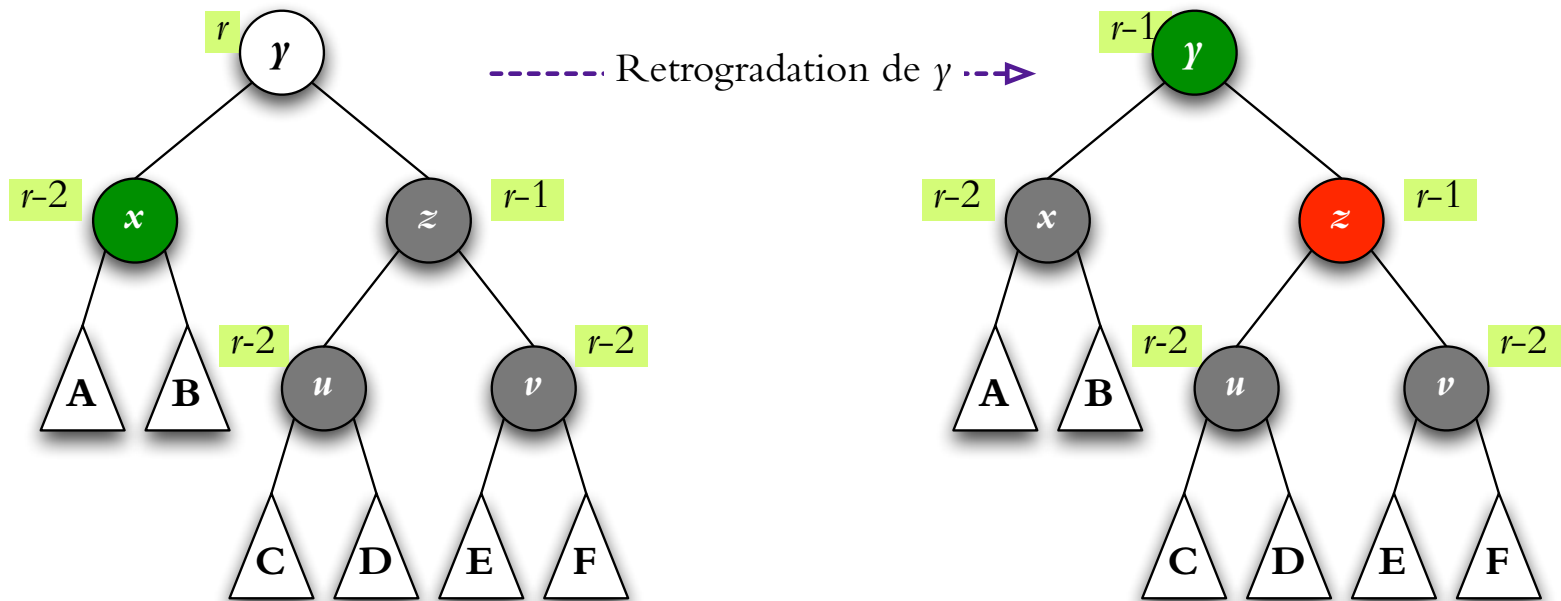 r
γ
Retrogradation de γ
r-1
γ
r-2
x
z
r-1
r-2
x
z
r-1
A
B
r-2
u
v
r-2
A
B
r-2
u
v
r-2
C
D
E
F
C
D
E
F